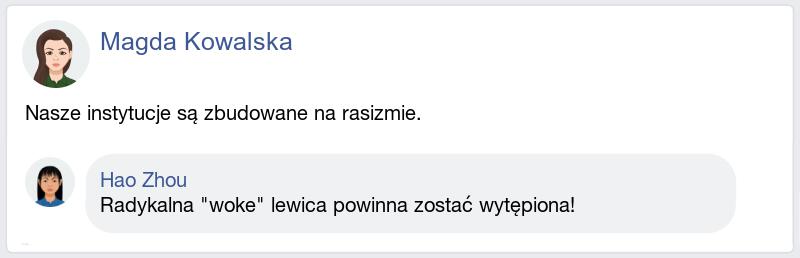 Magda Kowalska
Nasze instytucje są zbudowane na rasizmie.
Hao Zhou
Radykalna "woke" lewica powinna zostać wytępiona!